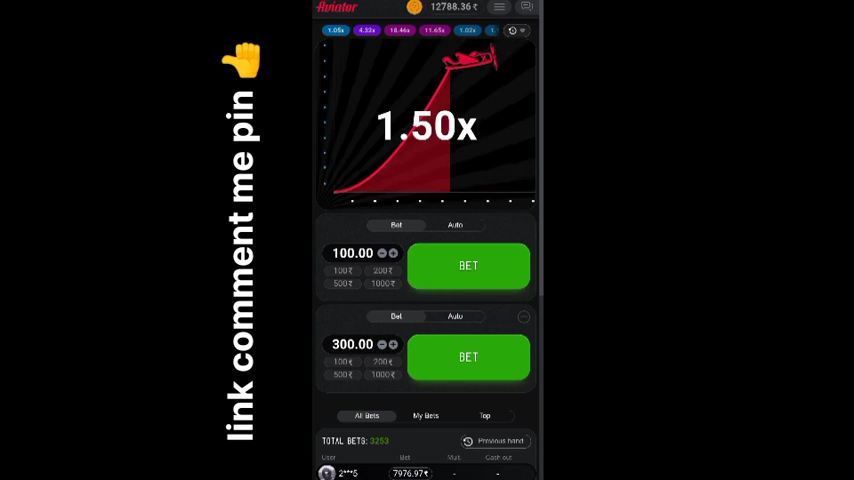 link comment me pin
Aviator
12788.36 ₹
1.05x 4.32x 18.46x 11.65x 1.02x 1.
1.50x
Bet Auto
100.00
100₹ 200₹
500₹ 1000₹
BET
Bet Auto
300.00
100₹ 200₹
500₹ 1000₹
BET
All Bets My Bets Top
TOTAL BETS: 3253
Previous hand
User Bet Mult. Cash out
2***5 7976.97₹ - -